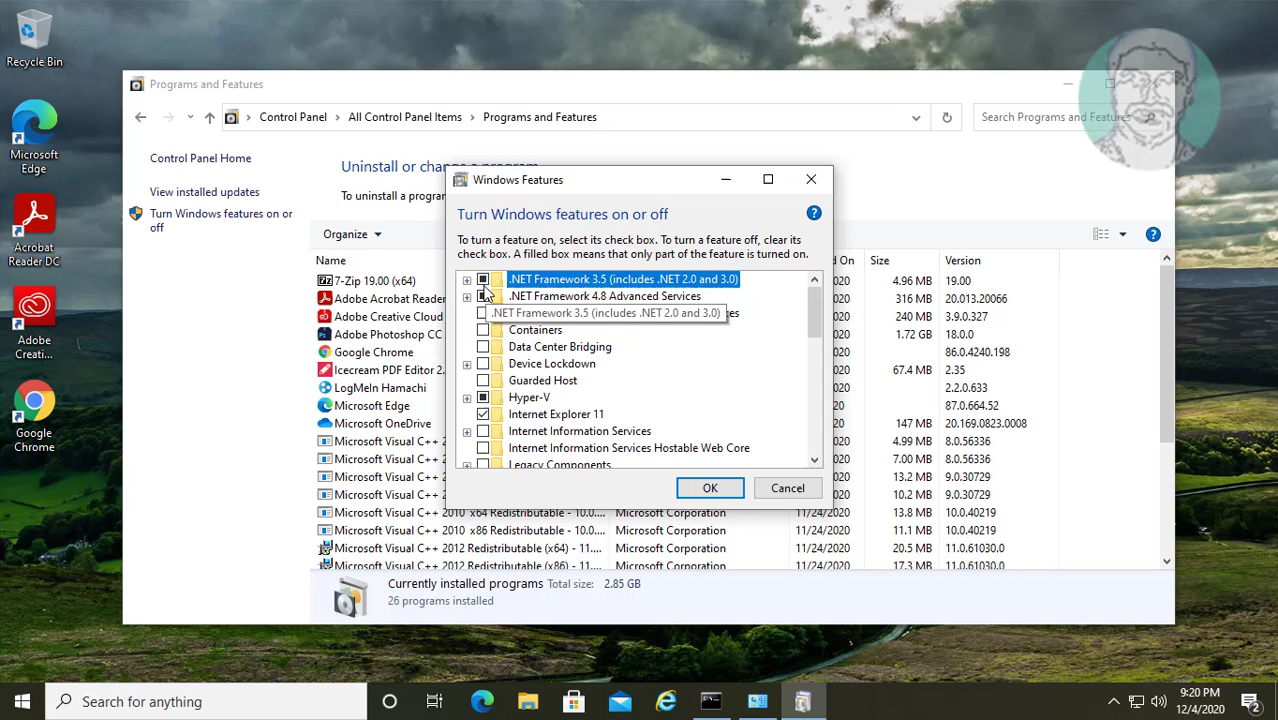 Recycle Bin
Microsoft
Edge
Acrobat
Reader DC
Adobe
Creati...
Google
Chrome
Programs and Features
Control Panel
All Control Panel Items
Programs and Features
Search Programs and Features
Control Panel Home
View installed updates
Turn Windows features on or
off
Uninstall or change a program
To uninstall a program
Organize
Name
On
Size
Version
7-Zip 19.00 (x64)
2020
4.96 MB
19.00
Adobe Acrobat Reader
2020
316 MB
20.013.20066
Adobe Creative Cloud
2020
390 MB
3.9.0.327
Adobe Photoshop CC
2020
1.72 GB
18.0.0
Google Chrome
2020
86.0.4240.198
Icecream PDF Editor 2.
2020
67.4 MB
2.35
LogMeIn Hamachi
2020
2.2.0.633
Microsoft Edge
2020
87.0.664.52
Microsoft OneDrive
2020
147 MB
20.169.0823.0008
Microsoft Visual C++
2020
4.99 MB
8.0.56336
Microsoft Visual C++
2020
7.00 MB
8.0.56336
Microsoft Visual C++
2020
13.2 MB
9.0.30729
Microsoft Visual C++
2020
10.2 MB
9.0.30729
Microsoft Visual C++ 2010 x64 Redistributable - 10.0....
Microsoft Corporation
11/24/2020
13.8 MB
10.0.40219
Microsoft Visual C++ 2010 x86 Redistributable - 10.0....
Microsoft Corporation
11/24/2020
11.1 MB
10.0.40219
Microsoft Visual C++ 2012 Redistributable (x64) - 11....
Microsoft Corporation
11/24/2020
20.5 MB
11.0.61030.0
Microsoft Visual C++ 2012 Redistributable (x86) - 11....
Microsoft Corporation
11/24/2020
17.3 MB
11.0.61030.0
Currently installed programs Total size: 2.85 GB
26 programs installed
Windows Features
Turn Windows features on or off
To turn a feature on, select its check box. To turn a feature off, clear its
check box. A filled box means that only part of the feature is turned on.
.NET Framework 3.5 (includes .NET 2.0 and 3.0)
.NET Framework 4.8 Advanced Services
.NET Framework 3.5 (includes .NET 2.0 and 3.0)
Containers
Data Center Bridging
Device Lockdown
Guarded Host
Hyper-V
Internet Explorer 11
Internet Information Services
Internet Information Services Hostable Web Core
Legacy Components
OK
Cancel
Search for anything
9:20 PM
12/4/2020
2